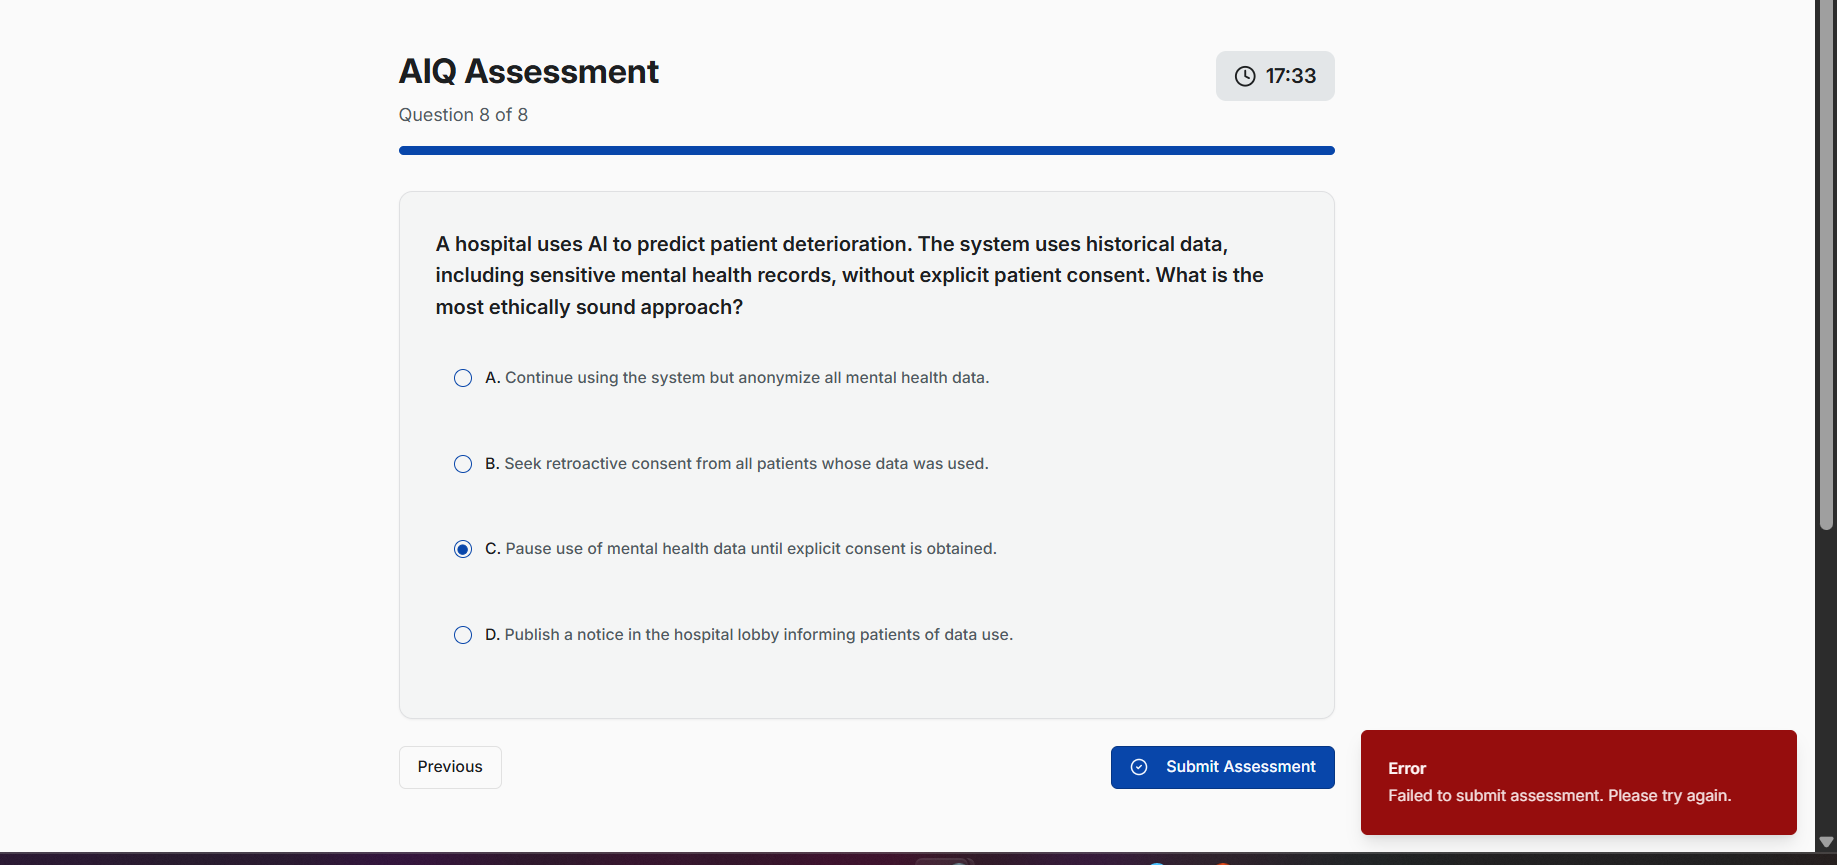 AIQ Assessment
17:33
Question 8 of 8
A hospital uses AI to predict patient deterioration. The system uses historical data,
including sensitive mental health records, without explicit patient consent. What is the
most ethically sound approach?
A. Continue using the system but anonymize all mental health data.
B. Seek retroactive consent from all patients whose data was used.
C. Pause use of mental health data until explicit consent is obtained.
D. Publish a notice in the hospital lobby informing patients of data use.
Previous
Submit Assessment
Error
Failed to submit assessment. Please try again.